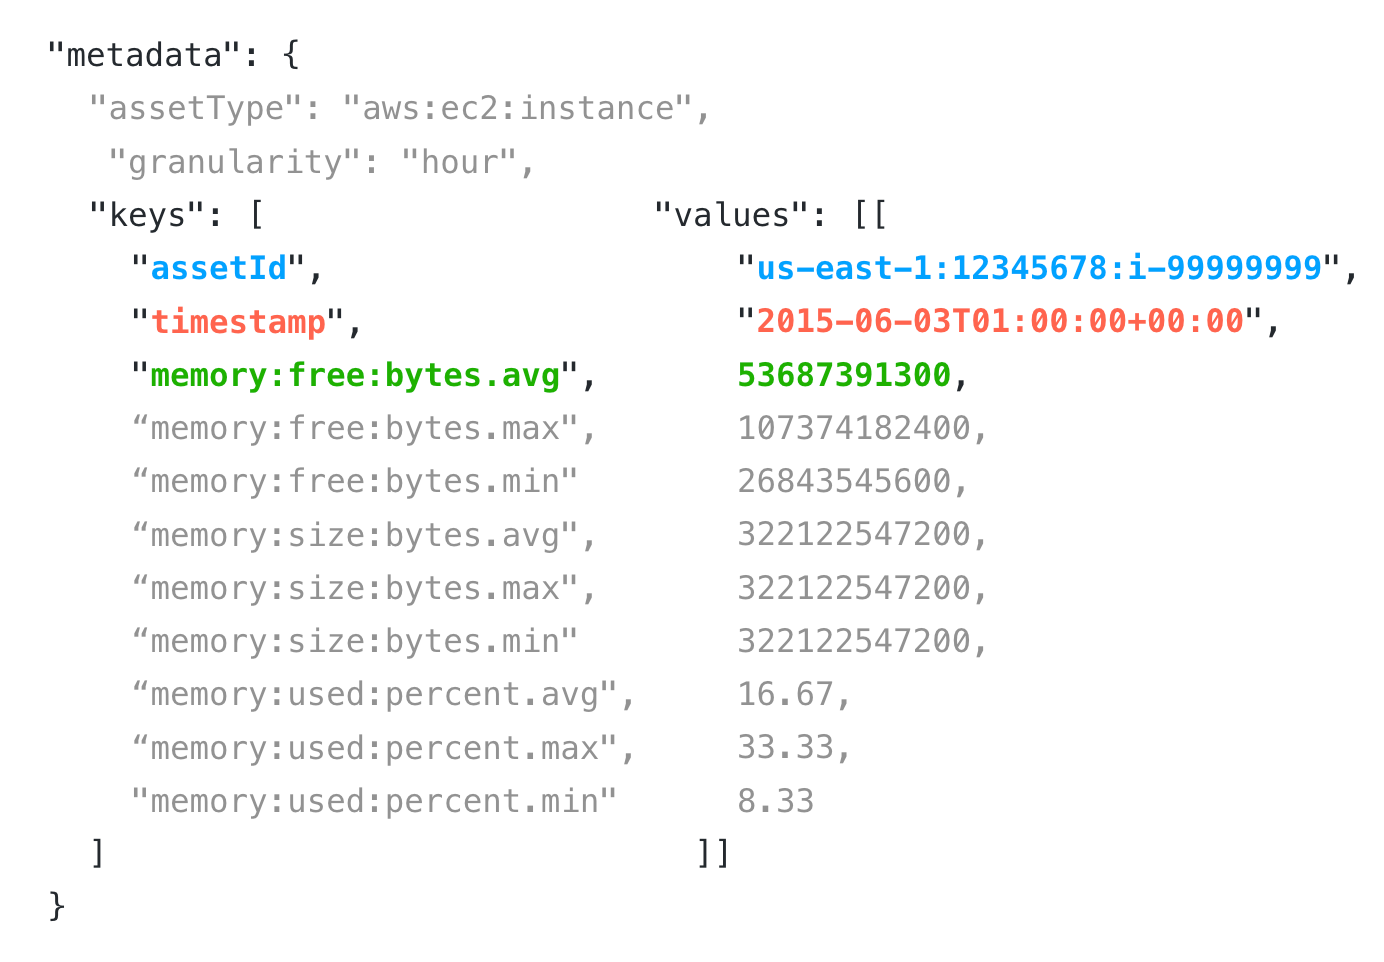 "metadata": {
"assetType": "aws:ec2:instance",
"granularity": "hour",
"keys": [ "values": [[
"assetId", "us-east-1:12345678:i-99999999",
"timestamp", "2015-06-03T01:00:00+00:00",
"memory:free:bytes.avg", 53687391300,
“memory:free:bytes.max", 107374182400,
“memory:free:bytes.min" 26843545600,
“memory:size:bytes.avg", 322122547200,
“memory:size:bytes.max", 322122547200,
“memory:size:bytes.min" 322122547200,
“memory:used:percent.avg", 16.67,
“memory:used:percent.max", 33.33,
"memory:used:percent.min" 8.33
] ]]
}